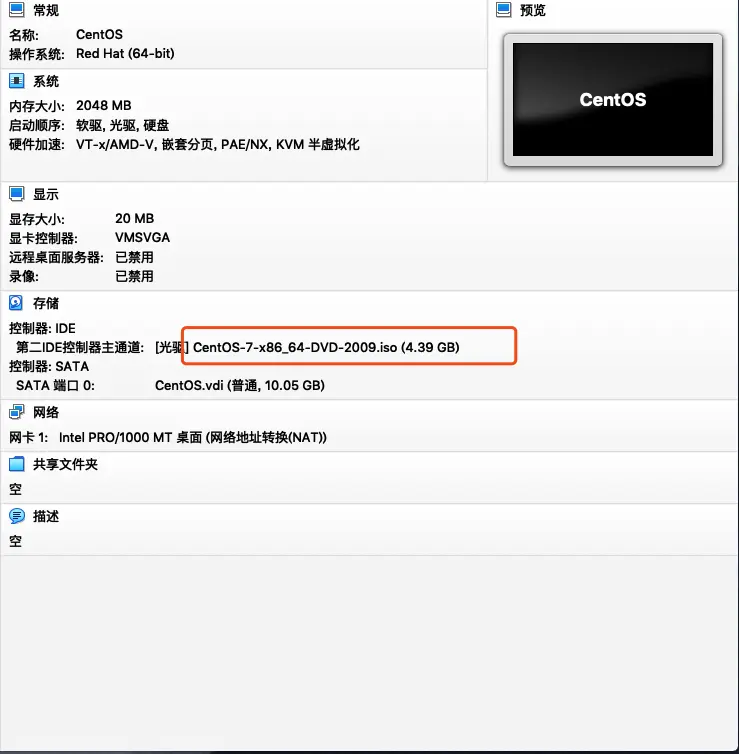 常规
名称: CentOS
操作系统: Red Hat (64-bit)
预览
CentOS
系统
内存大小: 2048 MB
启动顺序: 软驱, 光驱, 硬盘
硬件加速: VT-x/AMD-V, 嵌套分页, PAE/NX, KVM 半虚拟化
显示
显存大小: 20 MB
显卡控制器: VMSVGA
远程桌面服务器: 已禁用
录像: 已禁用
存储
控制器: IDE
第二IDE控制器主通道: [光驱] CentOS-7-x86_64-DVD-2009.iso (4.39 GB)
控制器: SATA
SATA 端口 0: CentOS.vdi (普通, 10.05 GB)
网络
网卡 1: Intel PRO/1000 MT 桌面 (网络地址转换(NAT))
共享文件夹
空
描述
空